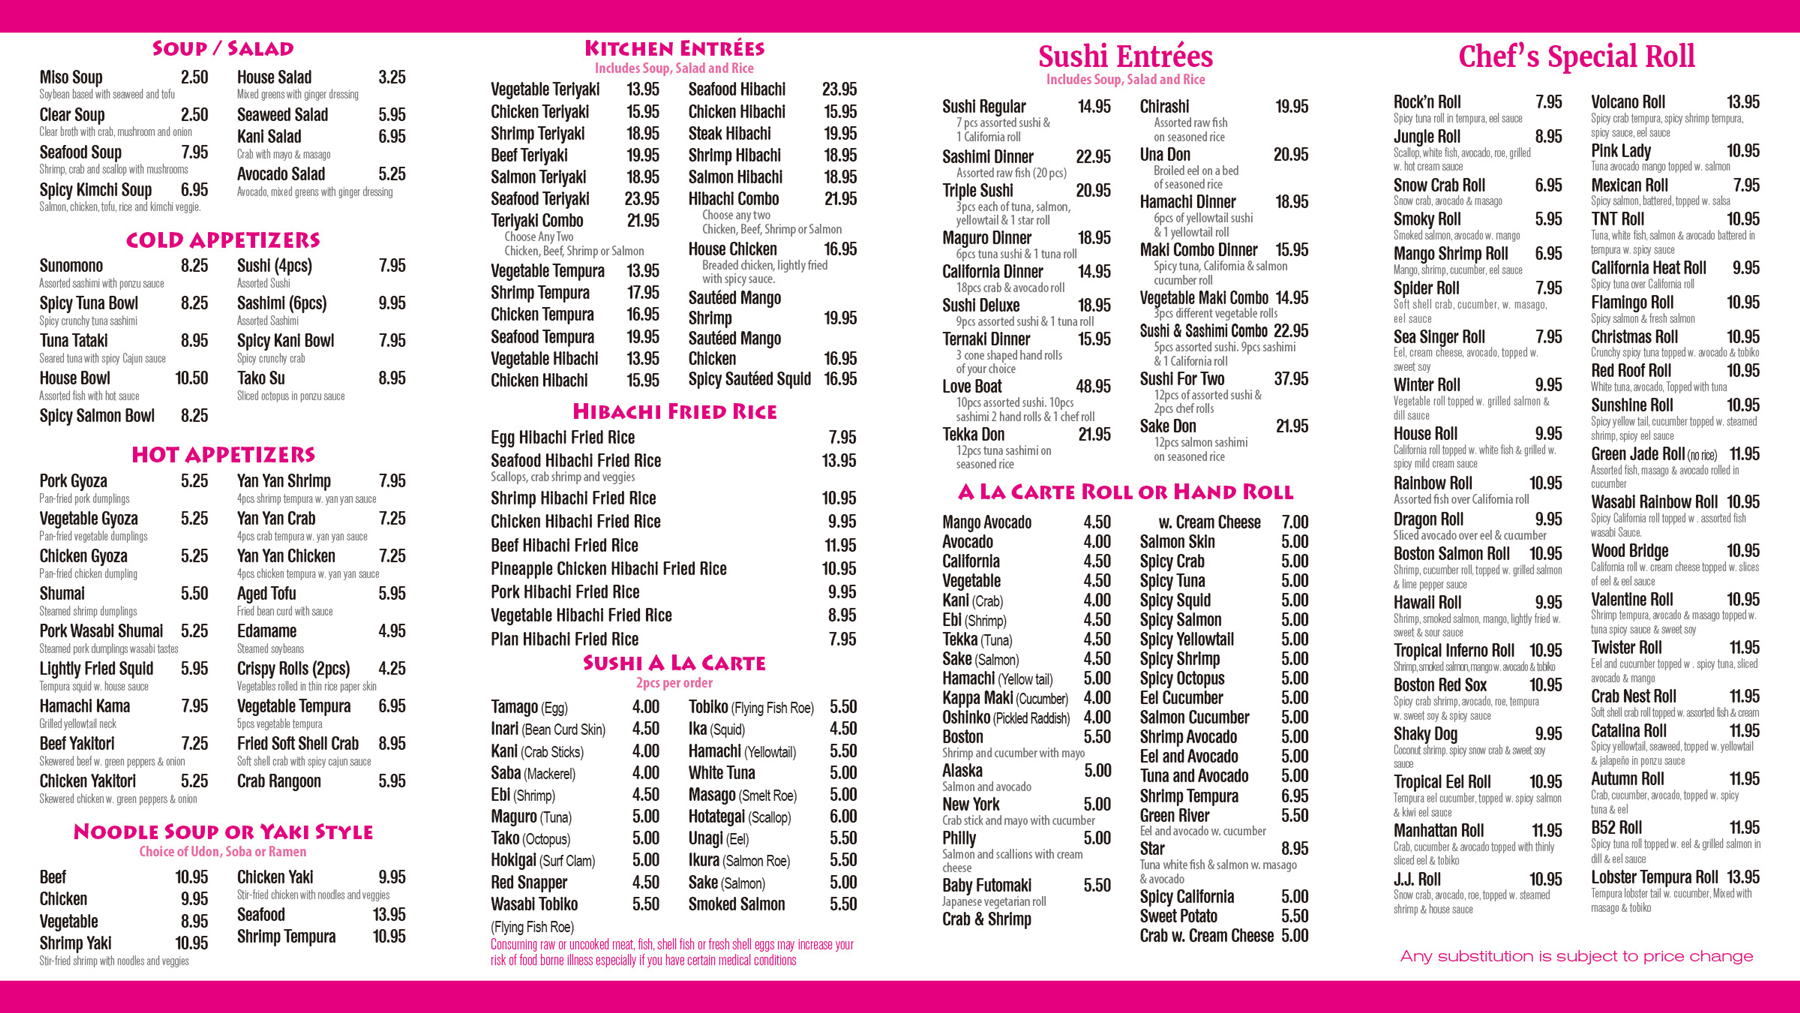 Soup / Salad
Miso Soup 2.50
Soybean based with seaweed and tofu
Clear Soup 2.50
Clear broth with crab, mushroom and onion
Seafood Soup 7.95
Shrimp, crab and scallop with mushrooms
Spicy Kimchi Soup 6.95
Salmon, chicken, tofu, rice and kimchi veggie.
House Salad 3.25
Mixed greens with ginger dressing
Seaweed Salad 5.95
Kani Salad 6.95
Crab with mayo & masago
Avocado Salad 5.25
Avocado, mixed greens with ginger dressing
COLD APPETIZERS
Sunomono 8.25
Assorted sashimi with ponzu sauce
Spicy Tuna Bowl 8.25
Spicy crunchy tuna sashimi
Tuna Tataki 8.95
Seared tuna with spicy Cajun sauce
House Bowl 10.50
Assorted fish with hot sauce
Spicy Salmon Bowl 8.25
Sushi (4pcs) 7.95
Assorted Sushi
Sashimi (6pcs) 9.95
Assorted Sashimi
Spicy Kani Bowl 7.95
Spicy crunchy crab
Tako Su 8.95
Sliced octopus in ponzu sauce
HOT APPETIZERS
Pork Gyoza 5.25
Pan-fried pork dumplings
Vegetable Gyoza 5.25
Pan-fried vegetable dumplings
Chicken Gyoza 5.25
Pan-fried chicken dumpling
Shumai 5.50
Steamed shrimp dumplings
Pork Wasabi Shumai 5.25
Steamed pork dumplings wasabi tastes
Lightly Fried Squid 5.95
Tempura squid w. house sauce
Hamachi Kama 7.95
Grilled yellowtail neck
Beef Yakitori 7.25
Skewered beef w. green peppers & onion
Chicken Yakitori 5.25
Skewered chicken w. green peppers & onion
Yan Yan Shrimp 7.95
4pcs shrimp tempura w. yan yan sauce
Yan Yan Crab 7.25
4pcs crab tempura w. yan yan sauce
Yan Yan Chicken 7.25
4pcs chicken tempura w. yan yan sauce
Aged Tofu 5.95
Fried bean curd with sauce
Edamame 4.95
Steamed soybeans
Crispy Rolls (2pcs) 4.25
Vegetables rolled in thin rice paper skin
Vegetable Tempura 6.95
5pcs vegetable tempura
Fried Soft Shell Crab 8.95
Soft shell crab with spicy cajun sauce
Crab Rangoon 5.95
Noodle Soup or Yaki Style
Choice of Udon, Soba or Ramen
Beef 10.95
Chicken 9.95
Vegetable 8.95
Shrimp Yaki 10.95
Stir-fried shrimp with noodles and veggies
Chicken Yaki 9.95
Stir-fried chicken with noodles and veggies
Seafood 13.95
Shrimp Tempura 10.95
Kitchen Entrées
Includes Soup, Salad and Rice
Vegetable Teriyaki 13.95
Chicken Teriyaki 15.95
Shrimp Teriyaki 18.95
Beef Teriyaki 19.95
Salmon Teriyaki 18.95
Seafood Teriyaki 23.95
Teriyaki Combo 21.95
Choose Any Two
Chicken, Beef, Shrimp or Salmon
Vegetable Tempura 13.95
Shrimp Tempura 17.95
Chicken Tempura 16.95
Seafood Tempura 19.95
Vegetable Hibachi 13.95
Chicken Hibachi 15.95
Seafood Hibachi 23.95
Chicken Hibachi 15.95
Steak Hibachi 19.95
Shrimp Hibachi 18.95
Salmon Hibachi 18.95
Hibachi Combo 21.95
Choose any two
Chicken, Beef, Shrimp or Salmon
House Chicken 16.95
Breaded chicken, lightly fried
with spicy sauce.
Sautéed Mango
Shrimp 19.95
Sautéed Mango
Chicken 16.95
Spicy Sautéed Squid 16.95
Hibachi Fried Rice
Egg Hibachi Fried Rice 7.95
Seafood Hibachi Fried Rice 13.95
Scallops, crab shrimp and veggies
Shrimp Hibachi Fried Rice 10.95
Chicken Hibachi Fried Rice 9.95
Beef Hibachi Fried Rice 11.95
Pineapple Chicken Hibachi Fried Rice 10.95
Pork Hibachi Fried Rice 9.95
Vegetable Hibachi Fried Rice 8.95
Plan Hibachi Fried Rice 7.95
Sushi A La Carte
2pcs per order
Tamago (Egg) 4.00
Inari (Bean Curd Skin) 4.50
Kani (Crab Sticks) 4.00
Saba (Mackerel) 4.00
Ebi (Shrimp) 4.50
Maguro (Tuna) 5.00
Tako (Octopus) 5.00
Hokigai (Surf Clam) 5.00
Red Snapper 4.50
Wasabi Tobiko 5.50
(Flying Fish Roe)
Tobiko (Flying Fish Roe) 5.50
Ika (Squid) 4.50
Hamachi (Yellowtail) 5.50
White Tuna 5.00
Masago (Smelt Roe) 5.00
Hotategai (Scallop) 6.00
Unagi (Eel) 5.50
Ikura (Salmon Roe) 5.50
Sake (Salmon) 5.00
Smoked Salmon 5.50
Consuming raw or uncooked meat, fish, shell fish or fresh shell eggs may increase your
risk of food borne illness especially if you have certain medical conditions
Sushi Entrées
Includes Soup, Salad and Rice
Sushi Regular 14.95
7 pcs assorted sushi &
1 California roll
Sashimi Dinner 22.95
Assorted raw fish (20 pcs)
Triple Sushi 20.95
3pcs each of tuna, salmon,
yellowtail & 1 star roll
Maguro Dinner 18.95
6pcs tuna sushi & 1 tuna roll
California Dinner 14.95
18pcs crab & avocado roll
Sushi Deluxe 18.95
9pcs assorted sushi & 1 tuna roll
Ternaki Dinner 15.95
3 cone shaped hand rolls
of your choice
Love Boat 48.95
10pcs assorted sushi. 10pcs
sashimi 2 hand rolls & 1 chef roll
Tekka Don 21.95
12pcs tuna sashimi on
seasoned rice
Chirashi 19.95
Assorted raw fish
on seasoned rice
Una Don 20.95
Broiled eel on a bed
of seasoned rice
Hamachi Dinner 18.95
6pcs of yellowtail sushi
& 1 yellowtail roll
Maki Combo Dinner 15.95
Spicy tuna, California & salmon
cucumber roll
Vegetable Maki Combo 14.95
3pcs different vegetable rolls
Sushi & Sashimi Combo 22.95
5pcs assorted sushi. 9pcs sashimi
& 1 California roll
Sushi For Two 37.95
12pcs of assorted sushi &
2pcs chef rolls
Sake Don 21.95
12pcs salmon sashimi
on seasoned rice
A La Carte Roll or Hand Roll
Mango Avocado 4.50
Avocado 4.00
California 4.50
Vegetable 4.50
Kani (Crab) 4.00
Ebi (Shrimp) 4.50
Tekka (Tuna) 4.50
Sake (Salmon) 4.50
Hamachi (Yellow tail) 5.00
Kappa Maki (Cucumber) 4.00
Oshinko (Pickled Raddish) 4.00
Boston 5.50
Shrimp and cucumber with mayo
Alaska 5.00
Salmon and avocado
New York 5.00
Crab stick and mayo with cucumber
Philly 5.00
Salmon and scallions with cream
cheese
Baby Futomaki 5.50
Japanese vegetarian roll
Crab & Shrimp
w. Cream Cheese 7.00
Salmon Skin 5.00
Spicy Crab 5.00
Spicy Tuna 5.00
Spicy Squid 5.00
Spicy Salmon 5.00
Spicy Yellowtail 5.00
Spicy Shrimp 5.00
Spicy Octopus 5.00
Eel Cucumber 5.00
Salmon Cucumber 5.00
Shrimp Avocado 5.00
Eel and Avocado 5.00
Tuna and Avocado 5.00
Shrimp Tempura 6.95
Green River 5.50
Eel and avocado w. cucumber
Star 8.95
Tuna white fish & salmon w. masago
& avocado
Spicy California 5.00
Sweet Potato 5.50
Crab w. Cream Cheese 5.00
Chef's Special Roll
Rock'n Roll 7.95
Spicy tuna roll in tempura, eel sauce
Jungle Roll 8.95
Scallop, white fish, avocado, roe, grilled
w. hot cream sauce
Snow Crab Roll 6.95
Snow crab, avocado & masago
Smoky Roll 5.95
Smoked salmon, avocado w. mango
Mango Shrimp Roll 6.95
Mango, shrimp, cucumber, eel sauce
Spider Roll 7.95
Soft shell crab, cucumber, w. masago,
eel sauce
Sea Singer Roll 7.95
Eel, cream cheese, avocado, topped w.
sweet soy
Winter Roll 9.95
Vegetable roll topped w. grilled salmon &
dill sauce
House Roll 9.95
California roll topped w. white fish & grilled w.
spicy mild cream sauce
Rainbow Roll 10.95
Assorted fish over California roll
Dragon Roll 9.95
Sliced avocado over eel & cucumber
Boston Salmon Roll 10.95
Shrimp, cucumber roll, topped w. grilled salmon
& lime pepper sauce
Hawaii Roll 9.95
Shrimp, smoked salmon, mango, lightly fried w.
sweet & sour sauce
Tropical Inferno Roll 10.95
Shrimp, smoked salmon, mango w. avocado & tobiko
Boston Red Sox 10.95
Spicy crab shrimp, avocado, roe, tempura
w. sweet soy & spicy sauce
Shaky Dog 9.95
Coconut shrimp. spicy snow crab & sweet soy
sauce
Tropical Eel Roll 10.95
Tempura eel cucumber, topped w. spicy salmon
& kiwi eel sauce
Manhattan Roll 11.95
Crab, cucumber & avocado topped with thinly
sliced eel & tobiko
J.J. Roll 10.95
Snow crab, avocado, roe, topped w. steamed
shrimp & house sauce
Volcano Roll 13.95
Spicy crab tempura, spicy shrimp tempura,
spicy sauce, eel sauce
Pink Lady 10.95
Tuna avocado mango topped w. salmon
Mexican Roll 7.95
Spicy salmon, battered, topped w. salsa
TNT Roll 10.95
Tuna, white fish, salmon & avocado battered in
tempura w. spicy sauce
California Heat Roll 9.95
Spicy tuna over California roll
Flamingo Roll 10.95
Spicy salmon & fresh salmon
Christmas Roll 10.95
Crunchy spicy tuna topped w. avocado & tobiko
Red Roof Roll 10.95
White tuna, avocado, Topped with tuna
Sunshine Roll 10.95
Spicy yellow tail, cucumber topped w. steamed
shrimp, spicy eel sauce
Green Jade Roll (no rice) 11.95
Assorted fish, masago & avocado rolled in
cucumber
Wasabi Rainbow Roll 10.95
Spicy California roll topped w . assorted fish
wasabi Sauce.
Wood Bridge 10.95
California roll w. cream cheese topped w. slices
of eel & eel sauce
Valentine Roll 10.95
Shrimp tempura, avocado & masago topped w.
tuna spicy sauce & sweet soy
Twister Roll 11.95
Eel and cucumber topped w . spicy tuna, sliced
avocado & mango
Crab Nest Roll 11.95
Soft shell crab roll topped w. assorted fish & cream
Catalina Roll 11.95
Spicy yellowtail, seaweed, topped w. yellowtail
& jalapeño in ponzu sauce
Autumn Roll 11.95
Crab, cucumber, avocado, topped w. spicy
tuna & eel
B52 Roll 11.95
Spicy tuna roll topped w. eel & grilled salmon in
dill & eel sauce
Lobster Tempura Roll 13.95
Tempura lobster tail w. cucumber, Mixed with
masago & tobiko
Any substitution is subject to price change